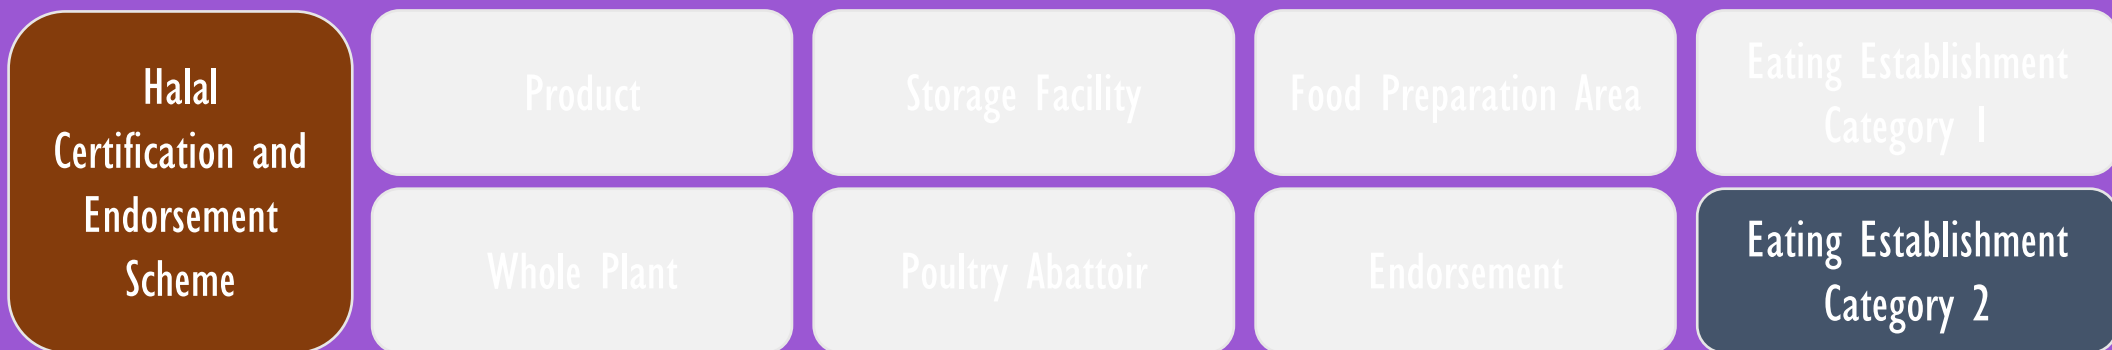 Halal
Certification and
Endorsement
Scheme
Product
Storage Facility
Food Preparation Area
Eating Establishment
Category 1
Whole Plant
Poultry Abattoir
Endorsement
Eating Establishment
Category 2